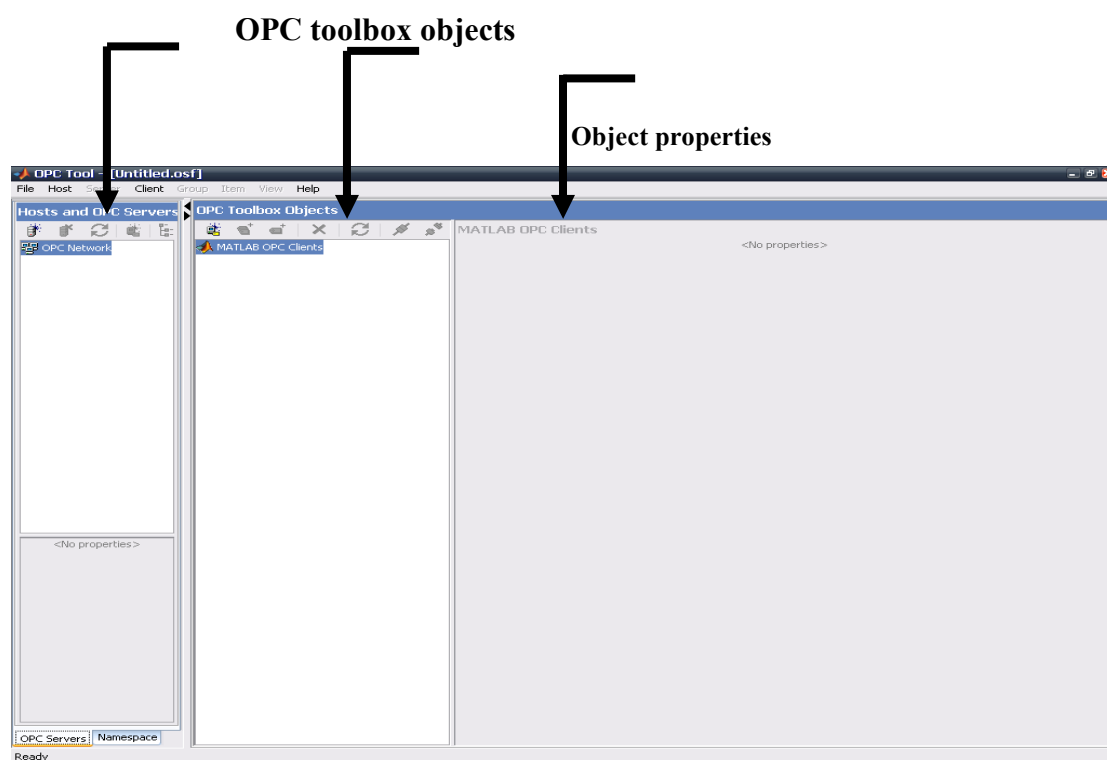 OPC toolbox objects
Object properties
OPC Tool - [Untitled.osf]
File Host Server Client Group Item View Help
Hosts and OPC Servers
OPC Toolbox Objects
MATLAB OPC Clients
OPC Network
MATLAB OPC Clients
<No properties>
<No properties>
OPC Servers Namespace
Ready